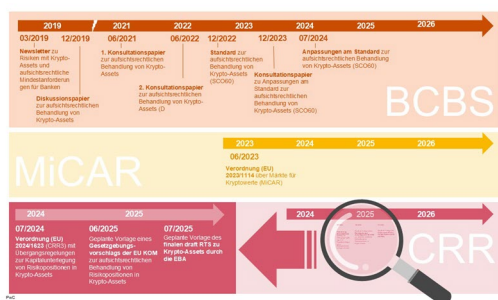 2019 2021 2022 2023 2024 2025 2026
03/2019
Newsletter zu
Risiken mit Krypto-
Assets und
aufsichtsrechtliche
Mindestanforderun
gen für Banken
12/2019
Diskussionspapier
zur aufsichtsrechtlichen
Behandlung von
Krypto-Assets
06/2021
1. Konsultationspapier
zur aufsichtsrechtlichen
Behandlung von Krypto-
Assets
06/2022
2. Konsultationspapier
zur aufsichtsrechtlichen
Behandlung von Krypto-
Assets (D
12/2022
Standard zur
aufsichtsrechtlichen
Behandlung von
Krypto-Assets
(SCO60)
12/2023
Konsultationspapier
zu Anpassungen am
Standard zur
aufsichtsrechtlichen
Behandlung von
Krypto-Assets (SCO60)
07/2024
Anpassungen am Standard zur
aufsichtsrechtlichen Behandlung
von Krypto-Assets (SCO60)
BCBS
MiCAR
2023 2024 2025 2026
06/2023
Verordnung (EU)
2023/1114 über Märkte für
Kryptowerte (MiCAR)
2024 2025
07/2024
Verordnung (EU)
2024/1623 (CRR3) mit
Übergangsregelungen
zur Kapitalunterlegung
von Risikopositionen in
Krypto-Assets
06/2025
Geplante Vorlage eines
Gesetzgebungs-
vorschlags der EU KOM
zur aufsichtsrechtlichen
Behandlung von
Risikopositionen in
Krypto-Assets
07/2025
Geplante Vorlage des
finalen draft RTS zu
Krypto-Assets durch
die EBA
2024 2025 2026
CRR
PwC